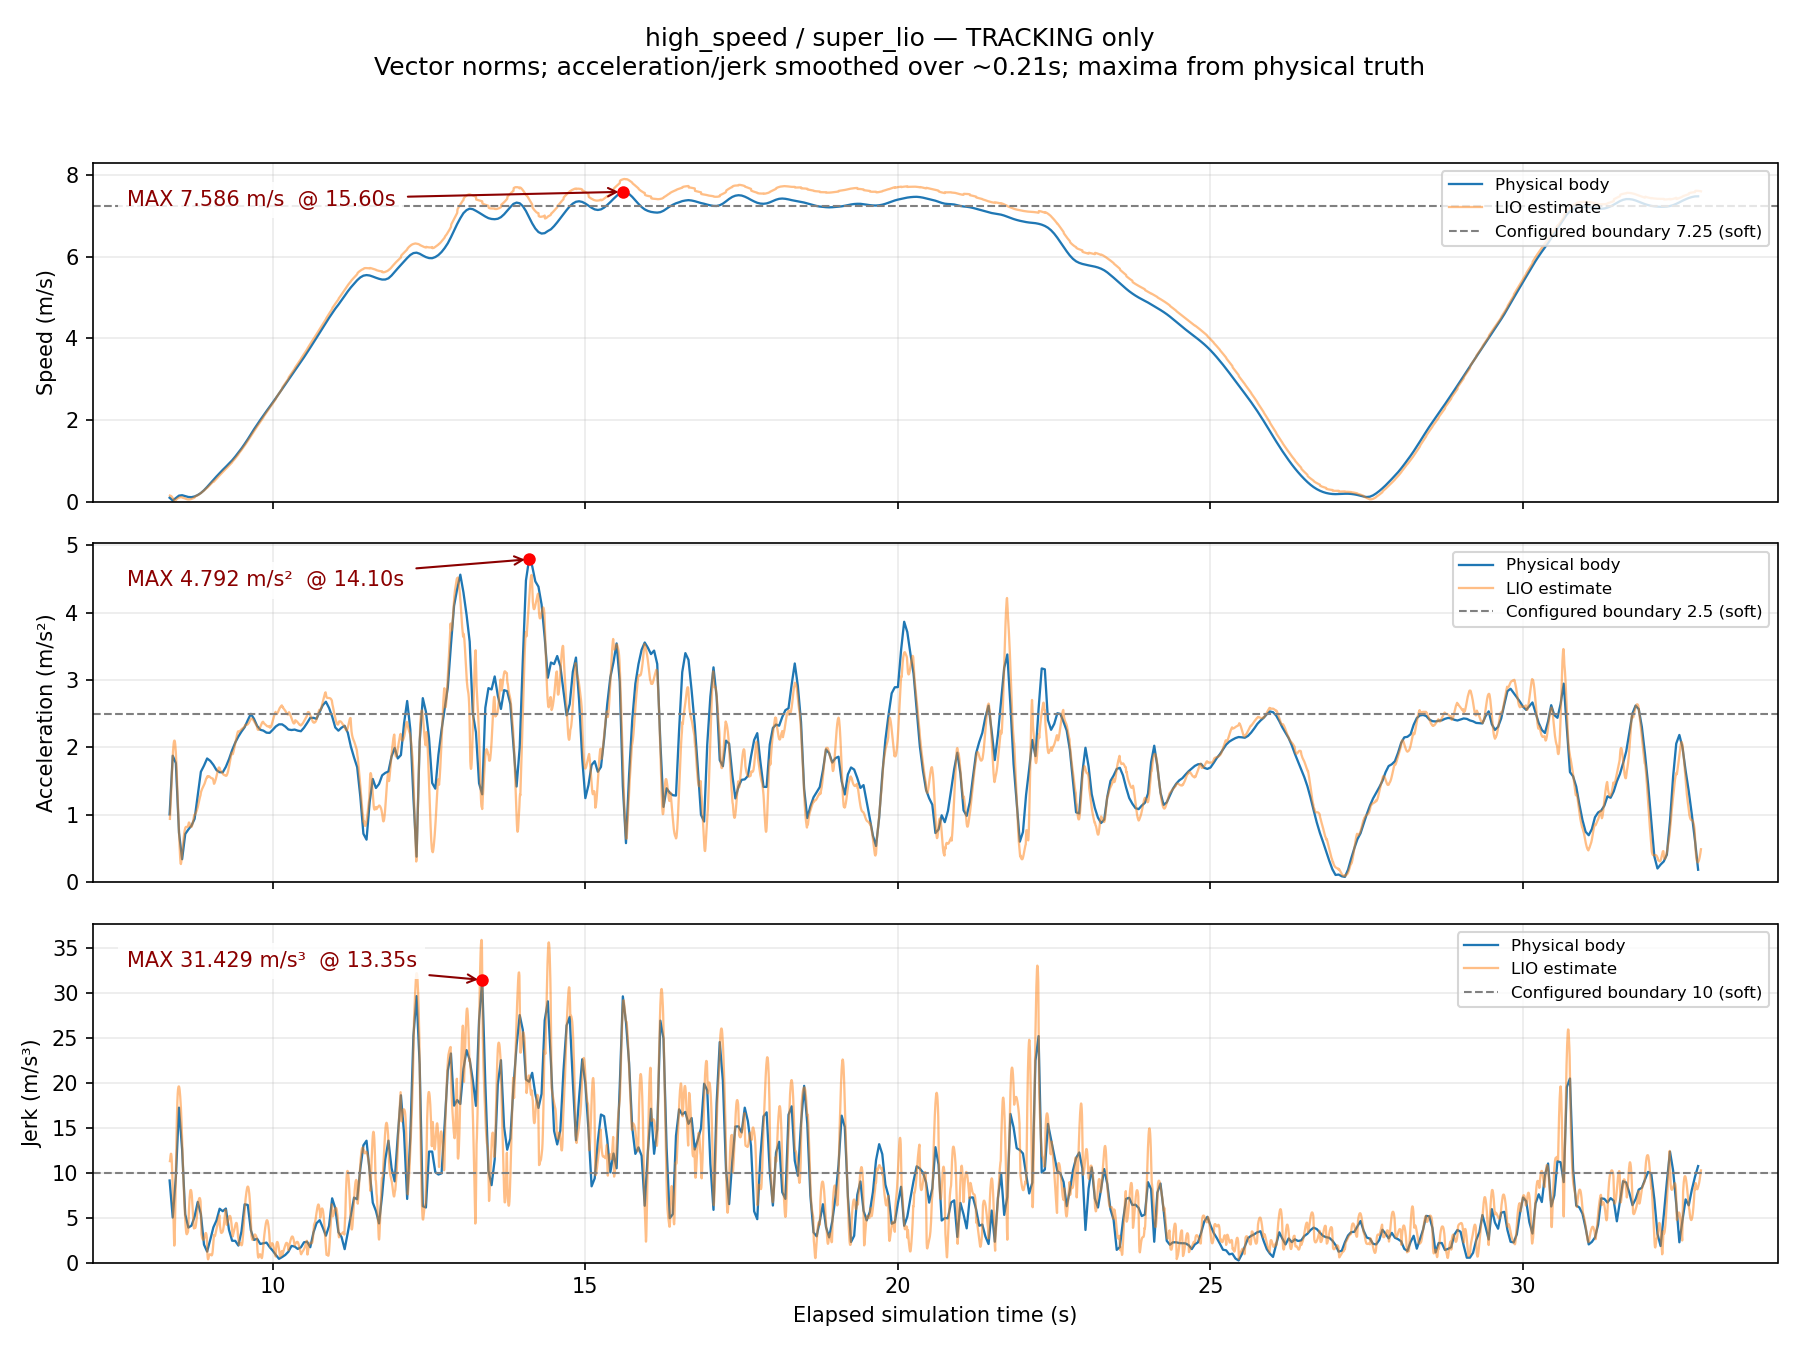 high_speed / super_lio — TRACKING only
Vector norms; acceleration/jerk smoothed over ~0.21s; maxima from physical truth
Speed (m/s)
8
6
4
2
0
MAX 7.586 m/s  @ 15.60s
Physical body
LIO estimate
Configured boundary 7.25 (soft)
Acceleration (m/s²)
5
4
3
2
1
0
MAX 4.792 m/s²  @ 14.10s
Physical body
LIO estimate
Configured boundary 2.5 (soft)
Jerk (m/s³)
35
30
25
20
15
10
5
0
MAX 31.429 m/s³  @ 13.35s
Physical body
LIO estimate
Configured boundary 10 (soft)
10 15 20 25 30
Elapsed simulation time (s)